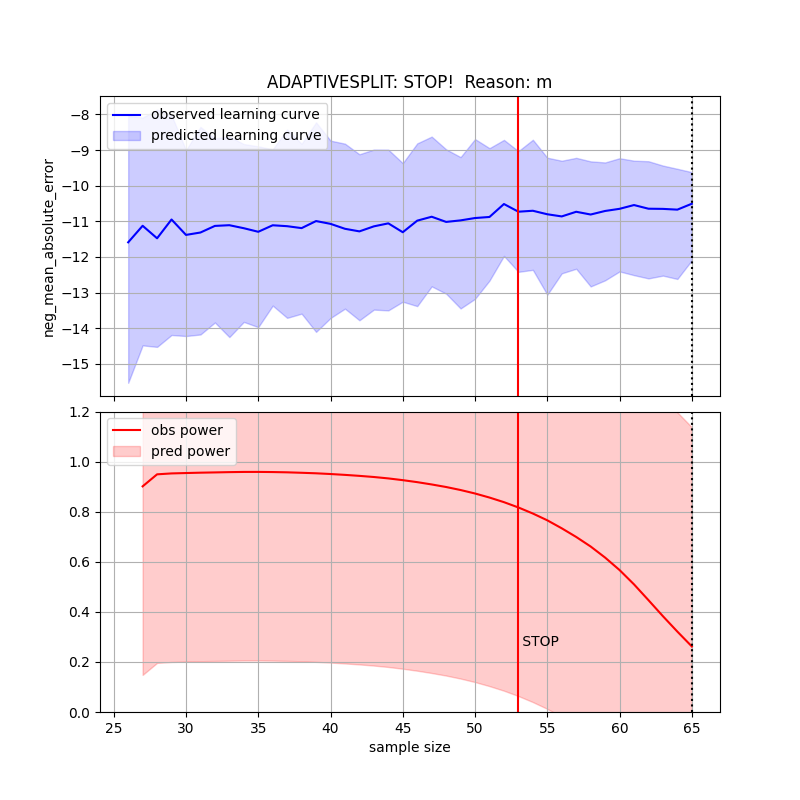 ADAPTIVESPLIT: STOP!  Reason: m
observed learning curve
predicted learning curve
neg_mean_absolute_error
−8
−9
−10
−11
−12
−13
−14
−15
obs power
pred power
1.2
1.0
0.8
0.6
0.4
0.2
0.0
STOP
25 30 35 40 45 50 55 60 65
sample size